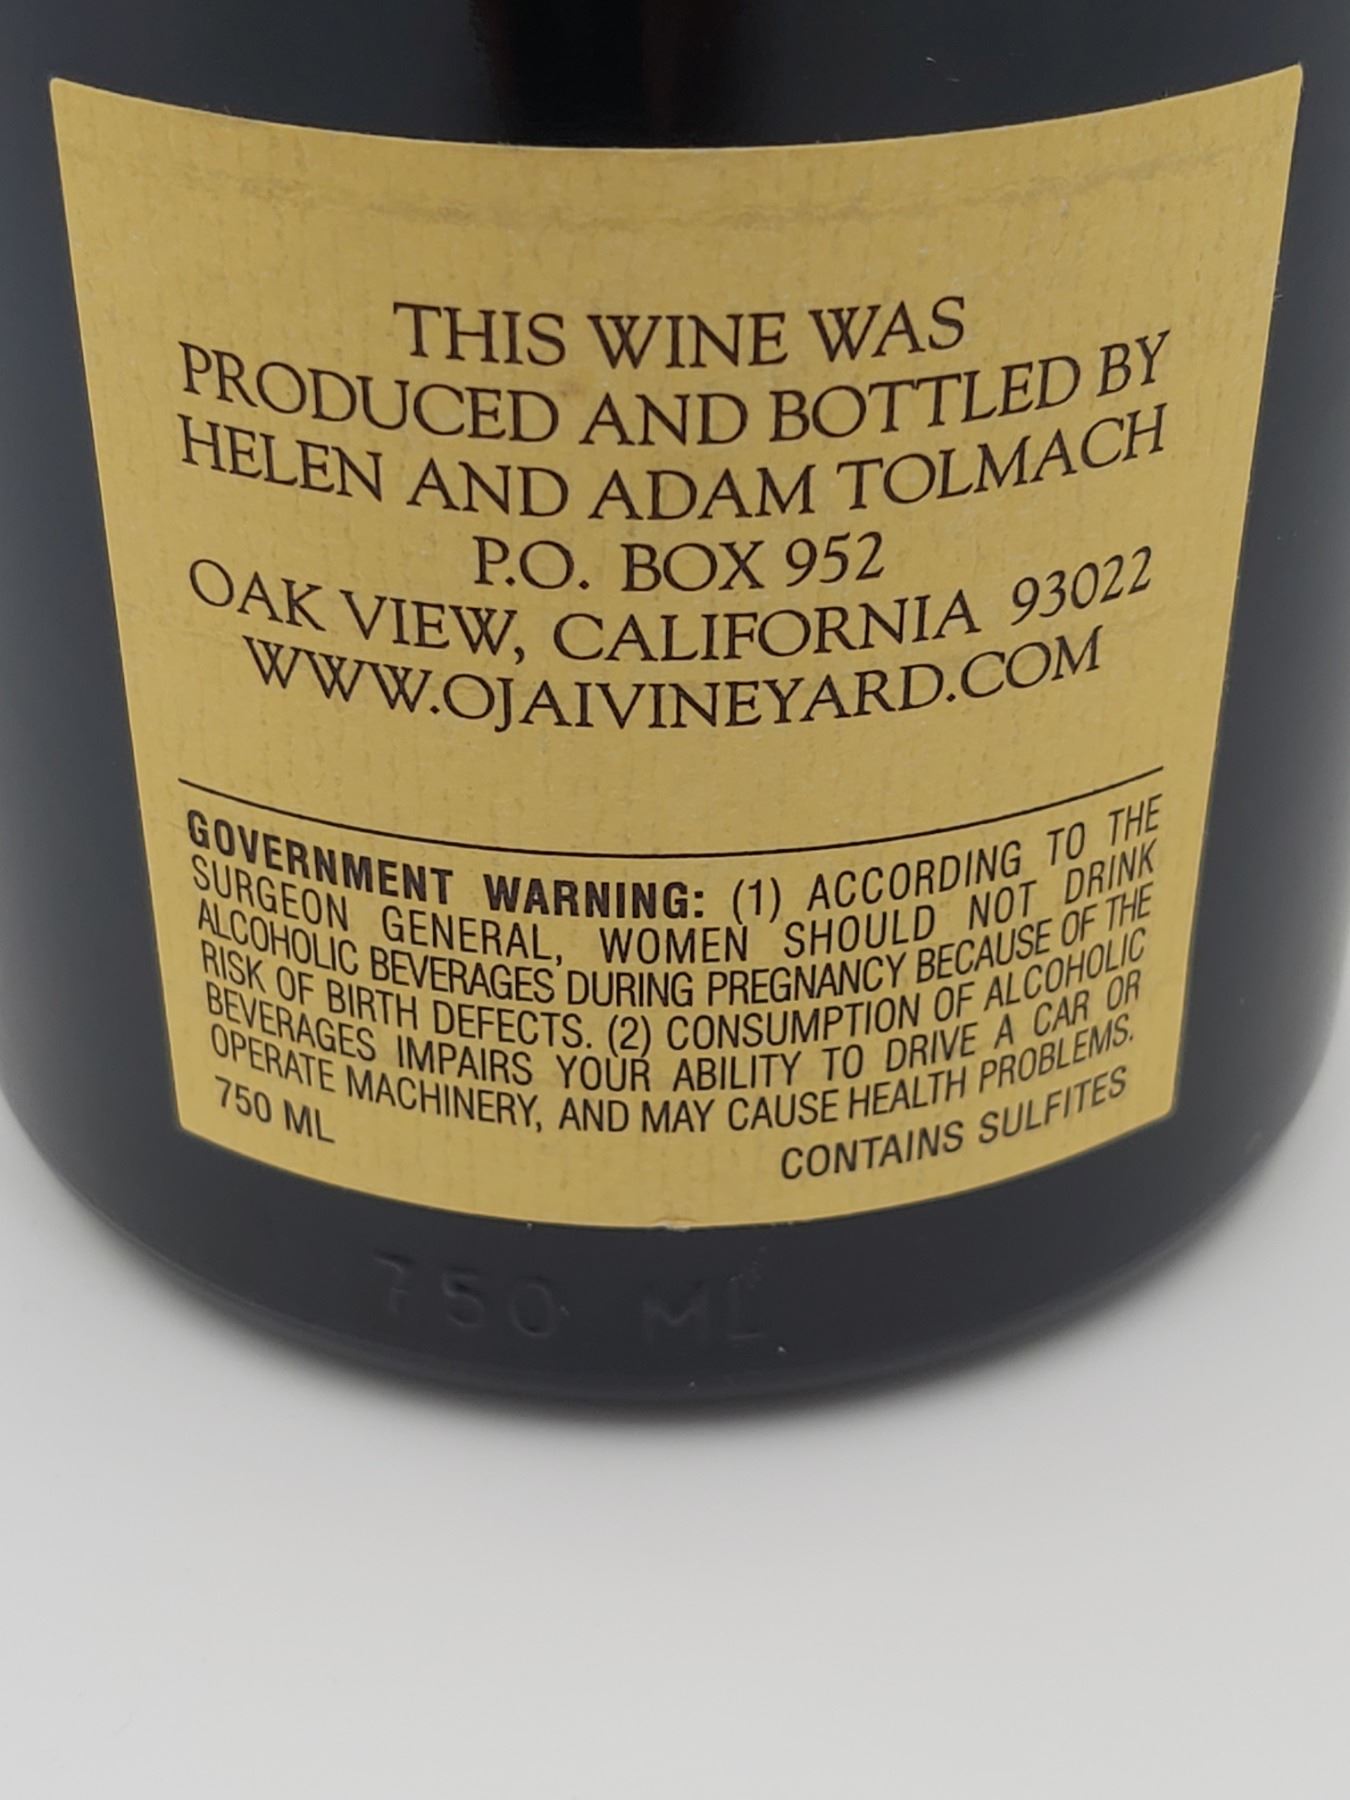 THIS WINE WAS
PRODUCED AND BOTTLED BY
HELEN AND ADAM TOLMACH
P.O. BOX 952
OAK VIEW, CALIFORNIA 93022
WWW.OJAIVINEYARD.COM
GOVERNMENT WARNING: (1) ACCORDING TO THE
SURGEON GENERAL, WOMEN SHOULD NOT DRINK
ALCOHOLIC BEVERAGES DURING PREGNANCY BECAUSE OF THE
RISK OF BIRTH DEFECTS. (2) CONSUMPTION OF ALCOHOLIC
BEVERAGES IMPAIRS YOUR ABILITY TO DRIVE A CAR OR
OPERATE MACHINERY, AND MAY CAUSE HEALTH PROBLEMS.
750 ML CONTAINS SULFITES
750 ML